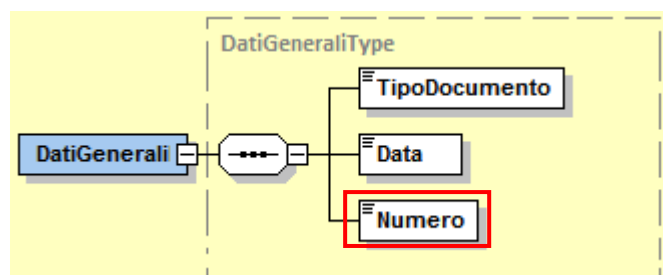 DatiGeneraliType
TipoDocumento
DatiGenerali
Data
Numero